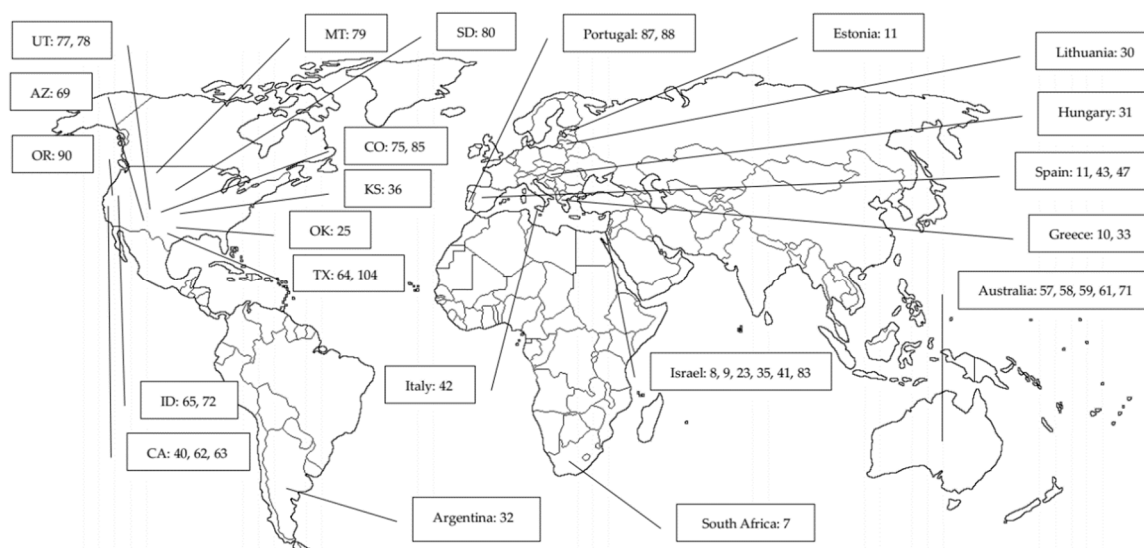 UT: 77, 78
MT: 79
SD: 80
Portugal: 87, 88
Estonia: 11
Lithuania: 30
AZ: 69
Hungary: 31
OR: 90
CO: 75, 85
Spain: 11, 43, 47
KS: 36
OK: 25
Greece: 10, 33
TX: 64, 104
Australia: 57, 58, 59, 61, 71
Italy: 42
Israel: 8, 9, 23, 35, 41, 83
ID: 65, 72
CA: 40, 62, 63
Argentina: 32
South Africa: 7